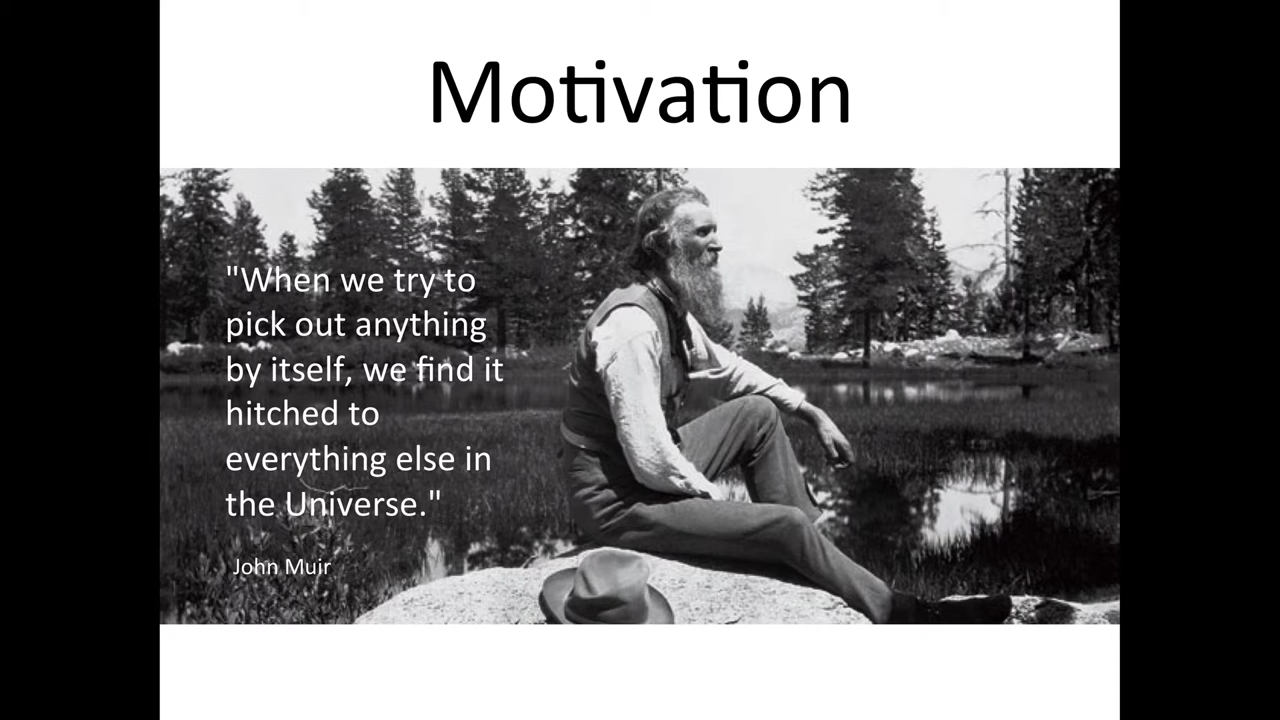 Motivation
"When we try to
pick out anything
by itself, we find it
hitched to
everything else in
the Universe."
John Muir